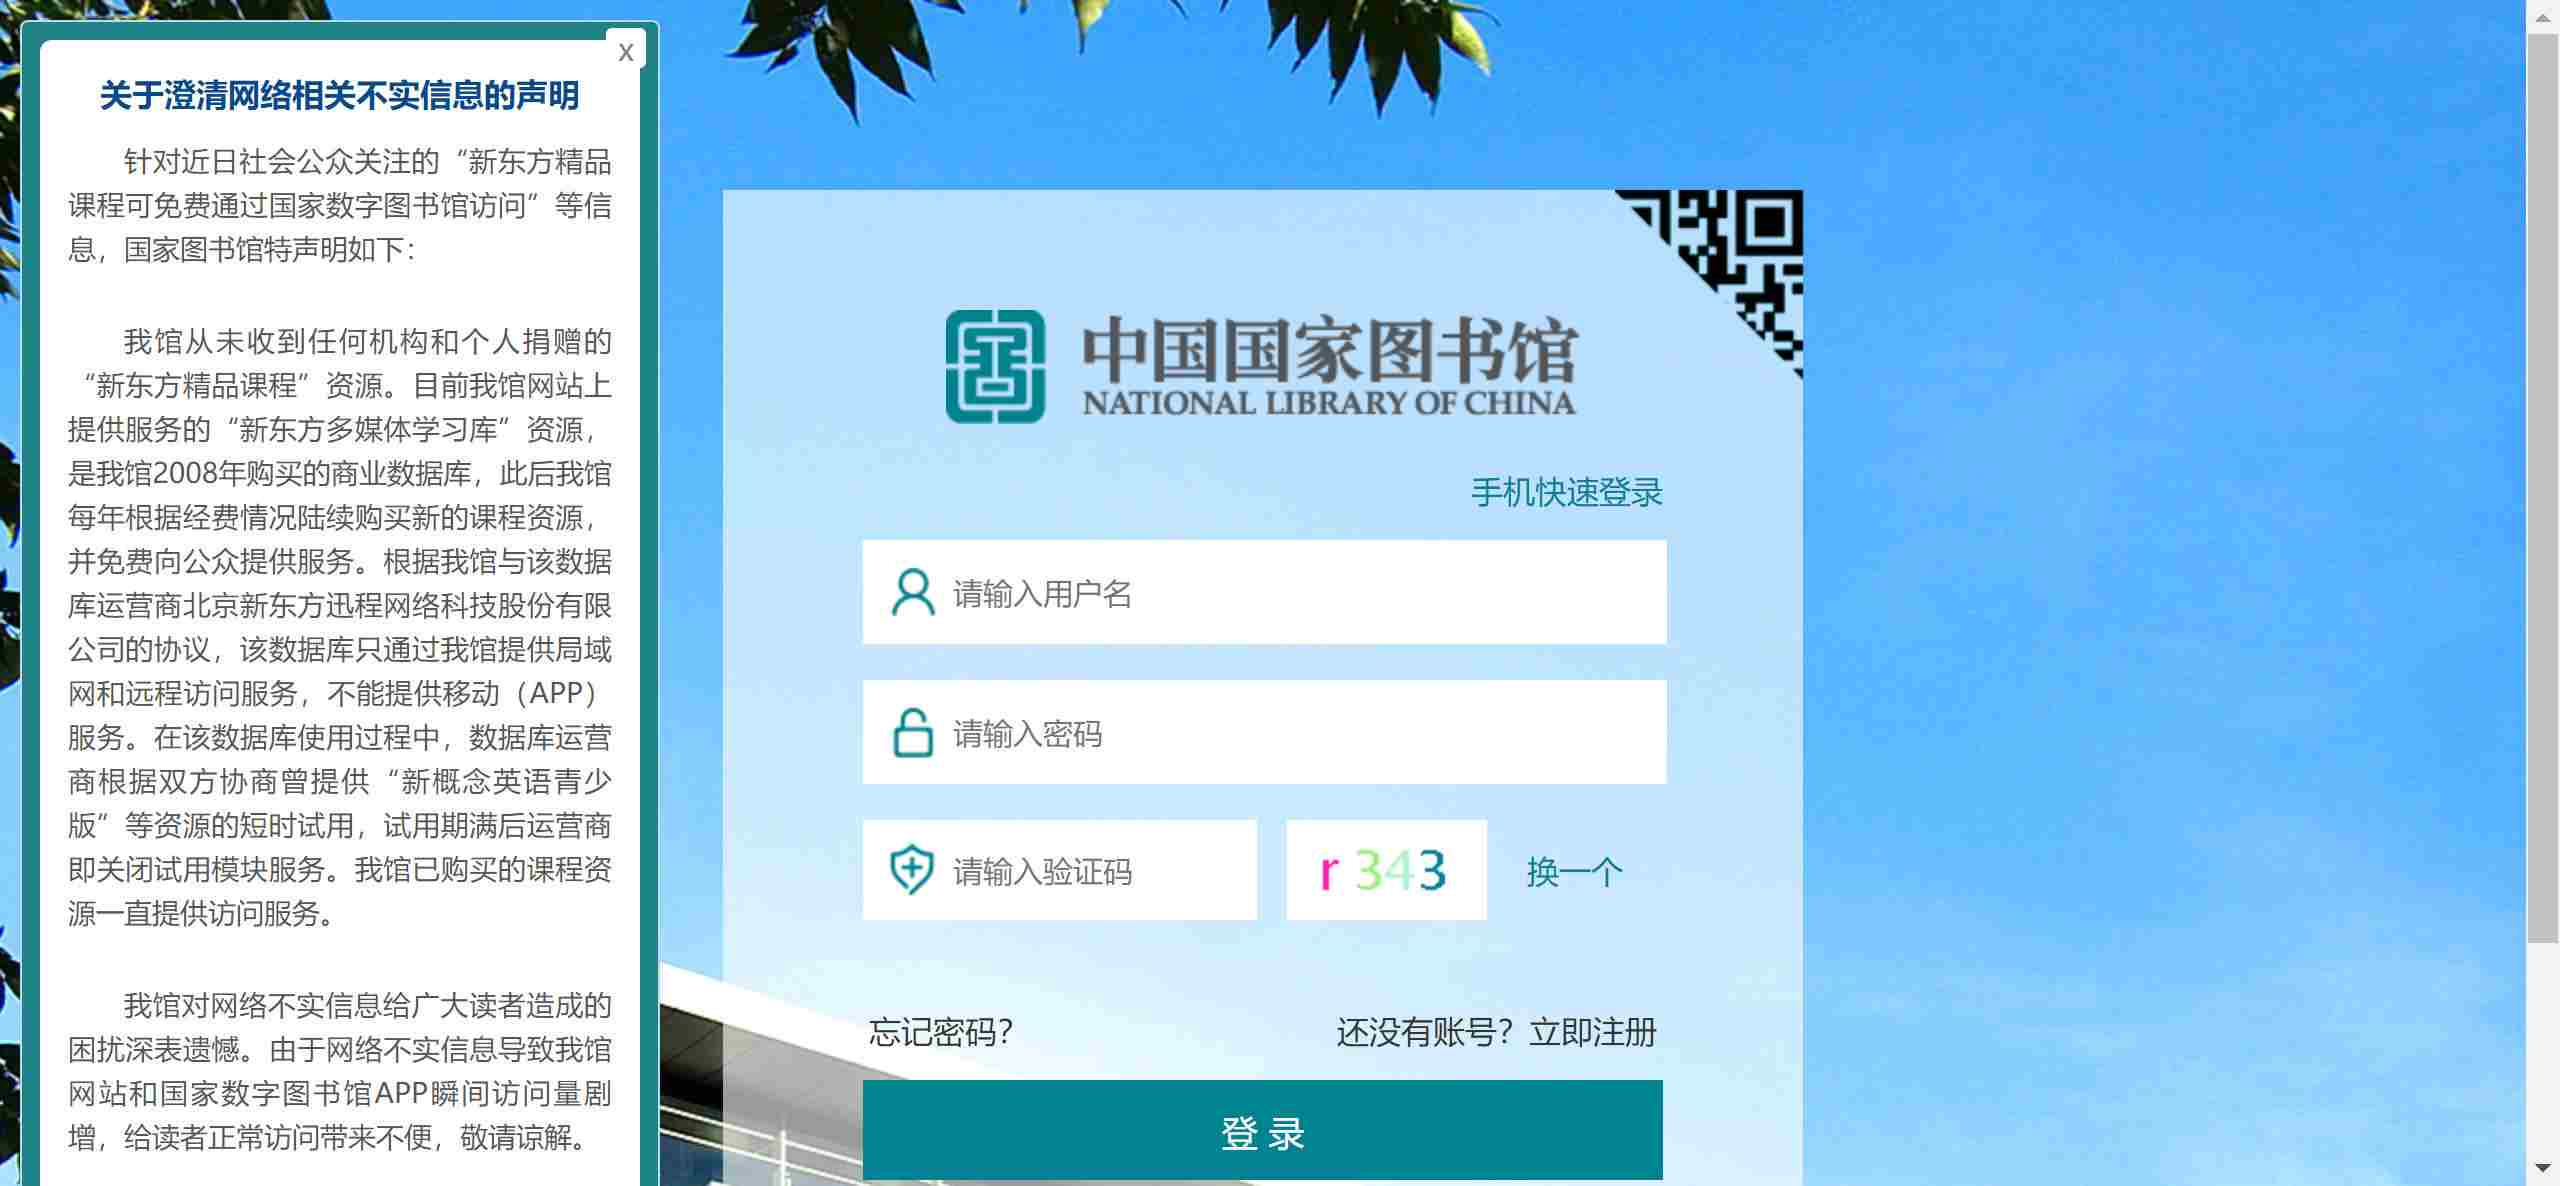 x
关于澄清网络相关不实信息的声明
针对近日社会公众关注的“新东方精品
课程可免费通过国家数字图书馆访问”等信
息，国家图书馆特声明如下：
我馆从未收到任何机构和个人捐赠的
“新东方精品课程”资源。目前我馆网站上
提供服务的“新东方多媒体学习库”资源，
是我馆2008年购买的商业数据库，此后我馆
每年根据经费情况陆续购买新的课程资源，
并免费向公众提供服务。根据我馆与该数据
库运营商北京新东方迅程网络科技股份有限
公司的协议，该数据库只通过我馆提供局域
网和远程访问服务，不能提供移动（APP）
服务。在该数据库使用过程中，数据库运营
商根据双方协商曾提供“新概念英语青少
版”等资源的短时试用，试用期满后运营商
即关闭试用模块服务。我馆已购买的课程资
源一直提供访问服务。
我馆对网络不实信息给广大读者造成的
困扰深表遗憾。由于网络不实信息导致我馆
网站和国家数字图书馆APP瞬间访问量剧
增，给读者正常访问带来不便，敬请谅解。
中国国家图书馆
NATIONAL LIBRARY OF CHINA
手机快速登录
请输入用户名
请输入密码
请输入验证码 r 343 换一个
忘记密码？ 还没有账号？立即注册
登 录